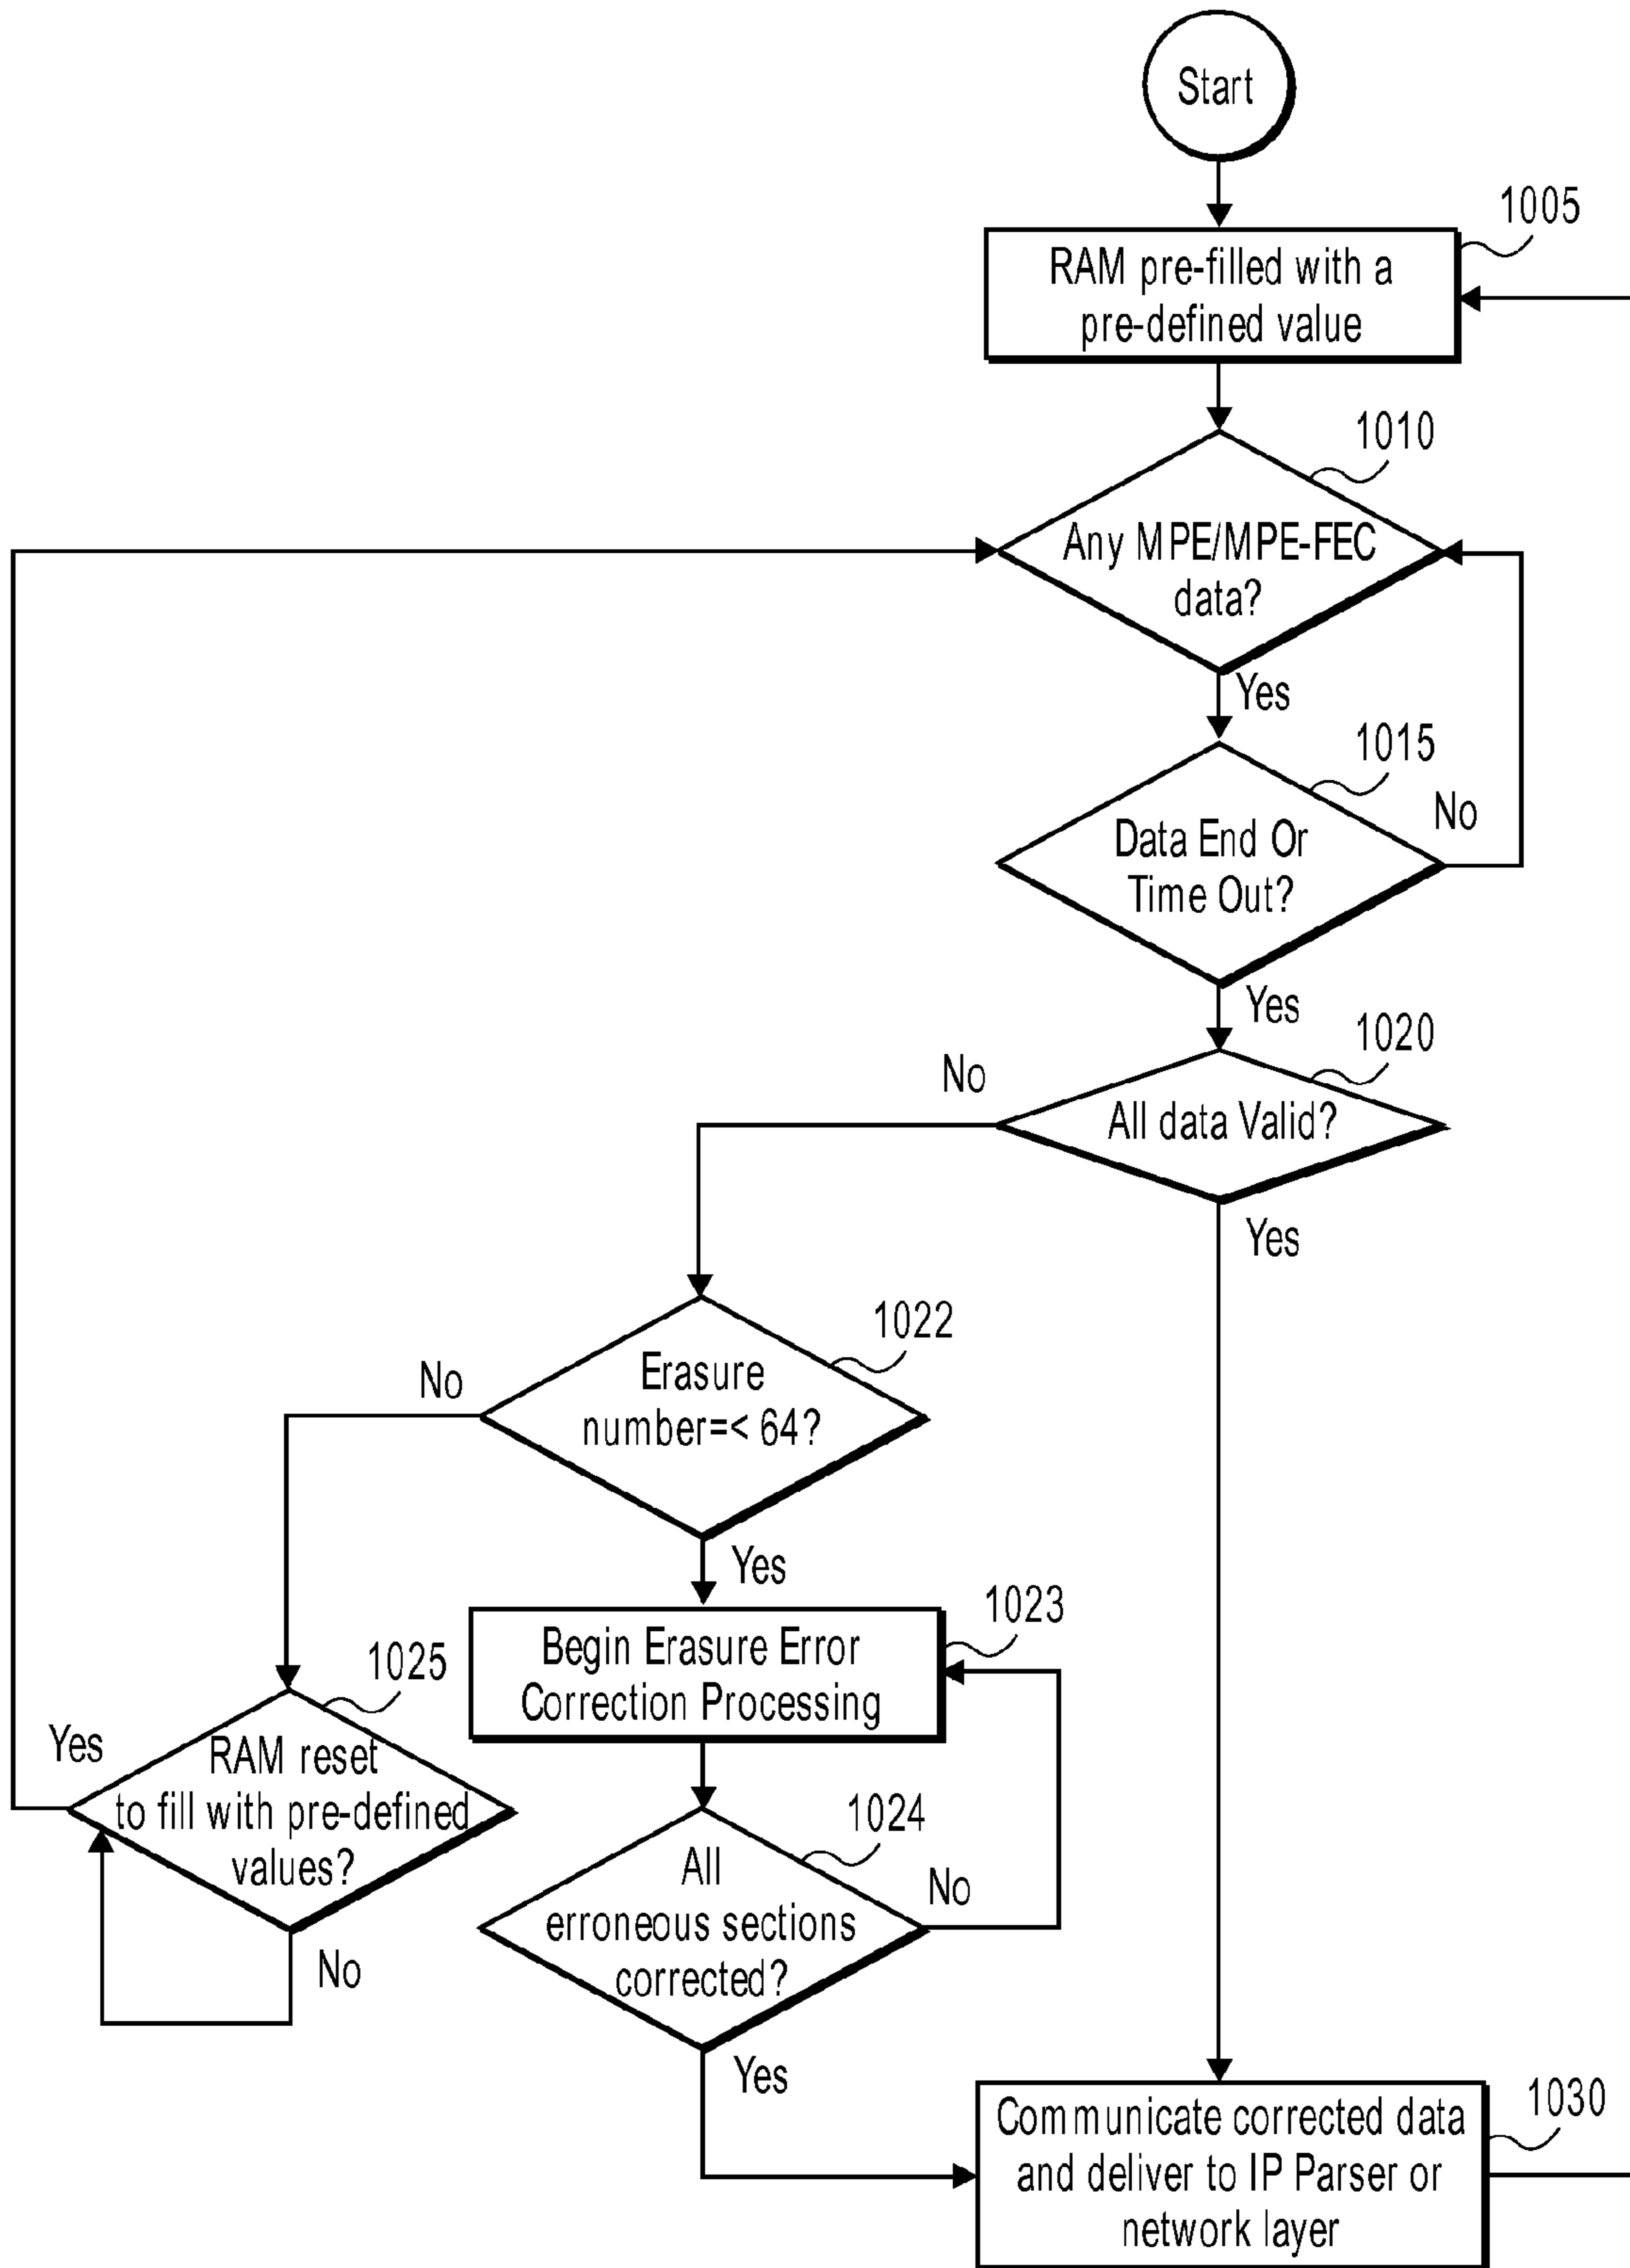 Start
1005
RAM pre-filled with a
pre-defined value
1010
Any MPE/MPE-FEC
data?
Yes
1015
Data End Or
Time Out?
No
Yes
1020
No
All data Valid?
Yes
1022
No
Erasure
number=< 64?
Yes
1023
Begin Erasure Error
Correction Processing
1025
Yes
RAM reset
to fill with pre-defined
values?
No
1024
All
erroneous sections
corrected?
No
Yes
1030
Communicate corrected data
and deliver to IP Parser or
network layer